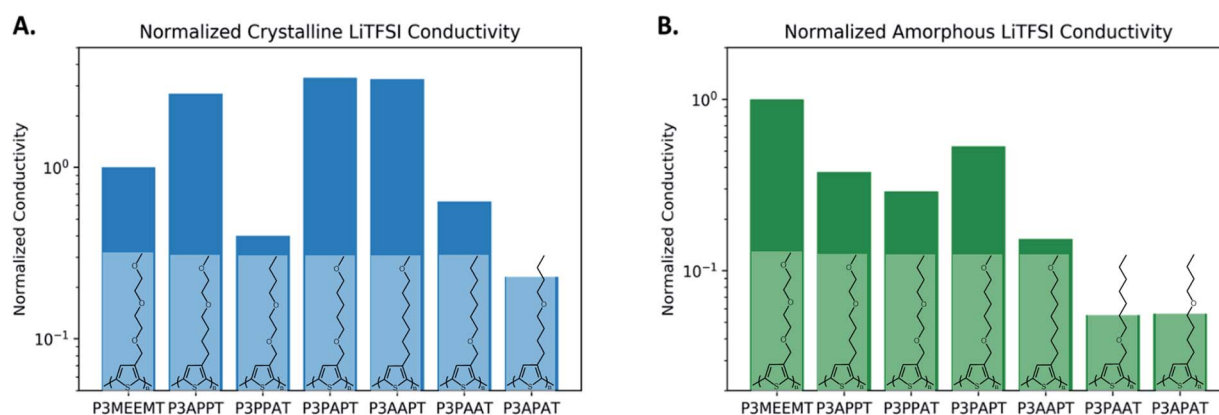 A.
Normalized Crystalline LiTFSI Conductivity
Normalized Conductivity
10⁰
10⁻¹
O
O
O
S
n
O
O
S
n
O
O
S
n
O
O
S
n
O
S
n
O
S
n
O
S
n
P3MEEMT P3APPT P3PPAT P3PAPT P3AAPT P3PAAT P3APAT
B.
Normalized Amorphous LiTFSI Conductivity
Normalized Conductivity
10⁰
10⁻¹
O
O
O
S
n
O
O
S
n
O
O
S
n
O
O
S
n
O
S
n
O
S
n
O
S
n
P3MEEMT P3APPT P3PPAT P3PAPT P3AAPT P3PAAT P3APAT